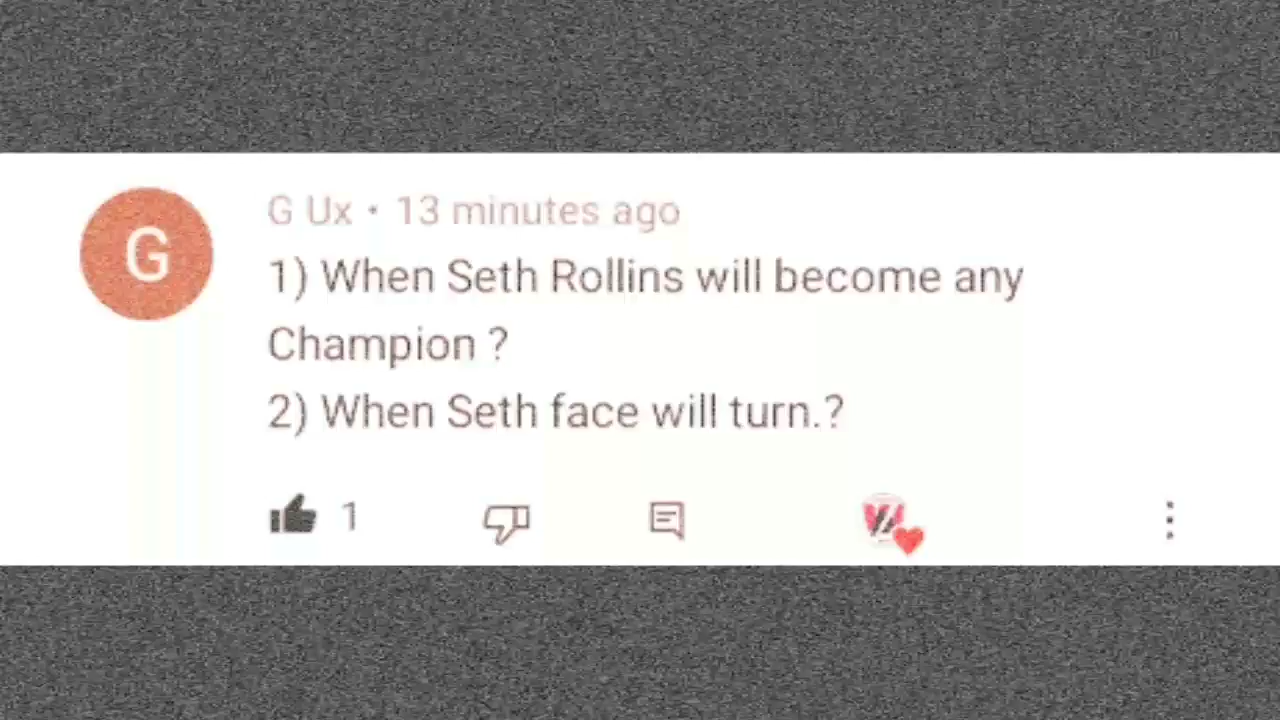 G
G Ux • 13 minutes ago
1) When Seth Rollins will become any
Champion ?
2) When Seth face will turn.?
1